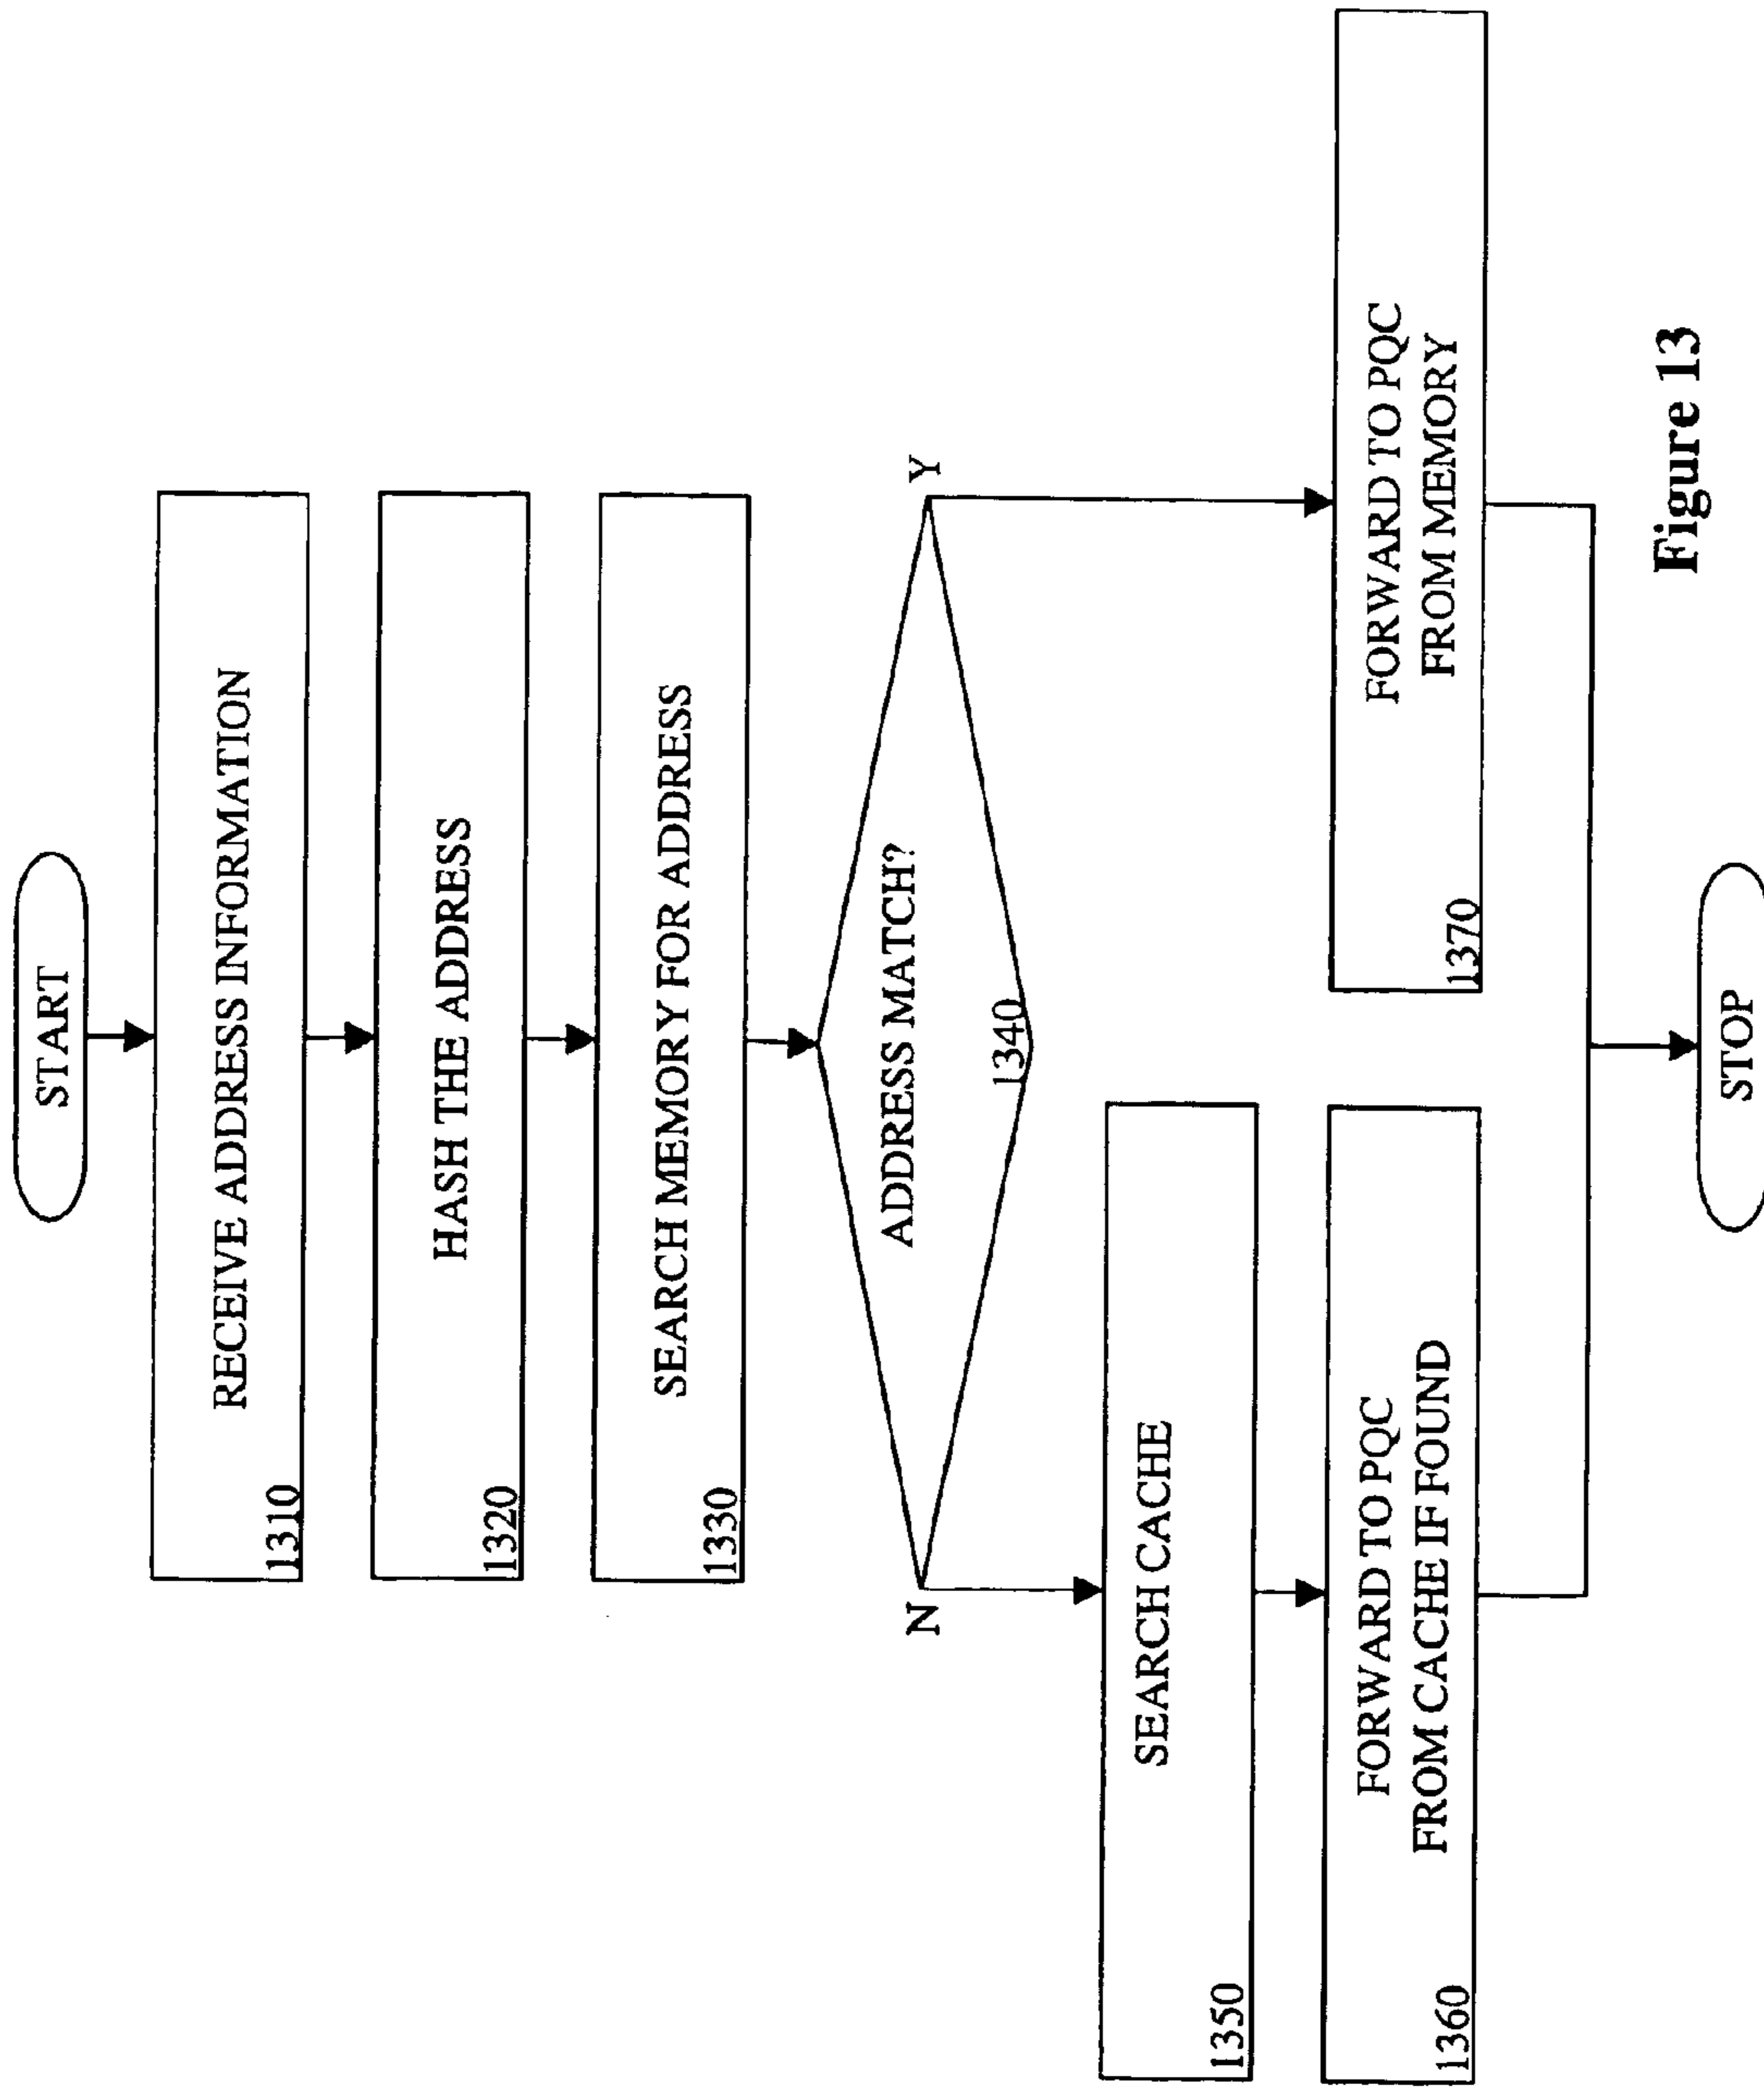 START
RECEIVE ADDRESS INFORMATION
1310
HASH THE ADDRESS
1320
SEARCH MEMORY FOR ADDRESS
1330
ADDRESS MATCH?
1340
N
Y
SEARCH CACHE
1350
FORWARD TO PQC
FROM CACHE IF FOUND
1360
FORWARD TO PQC
FROM MEMORY
1370
STOP
Figure 13